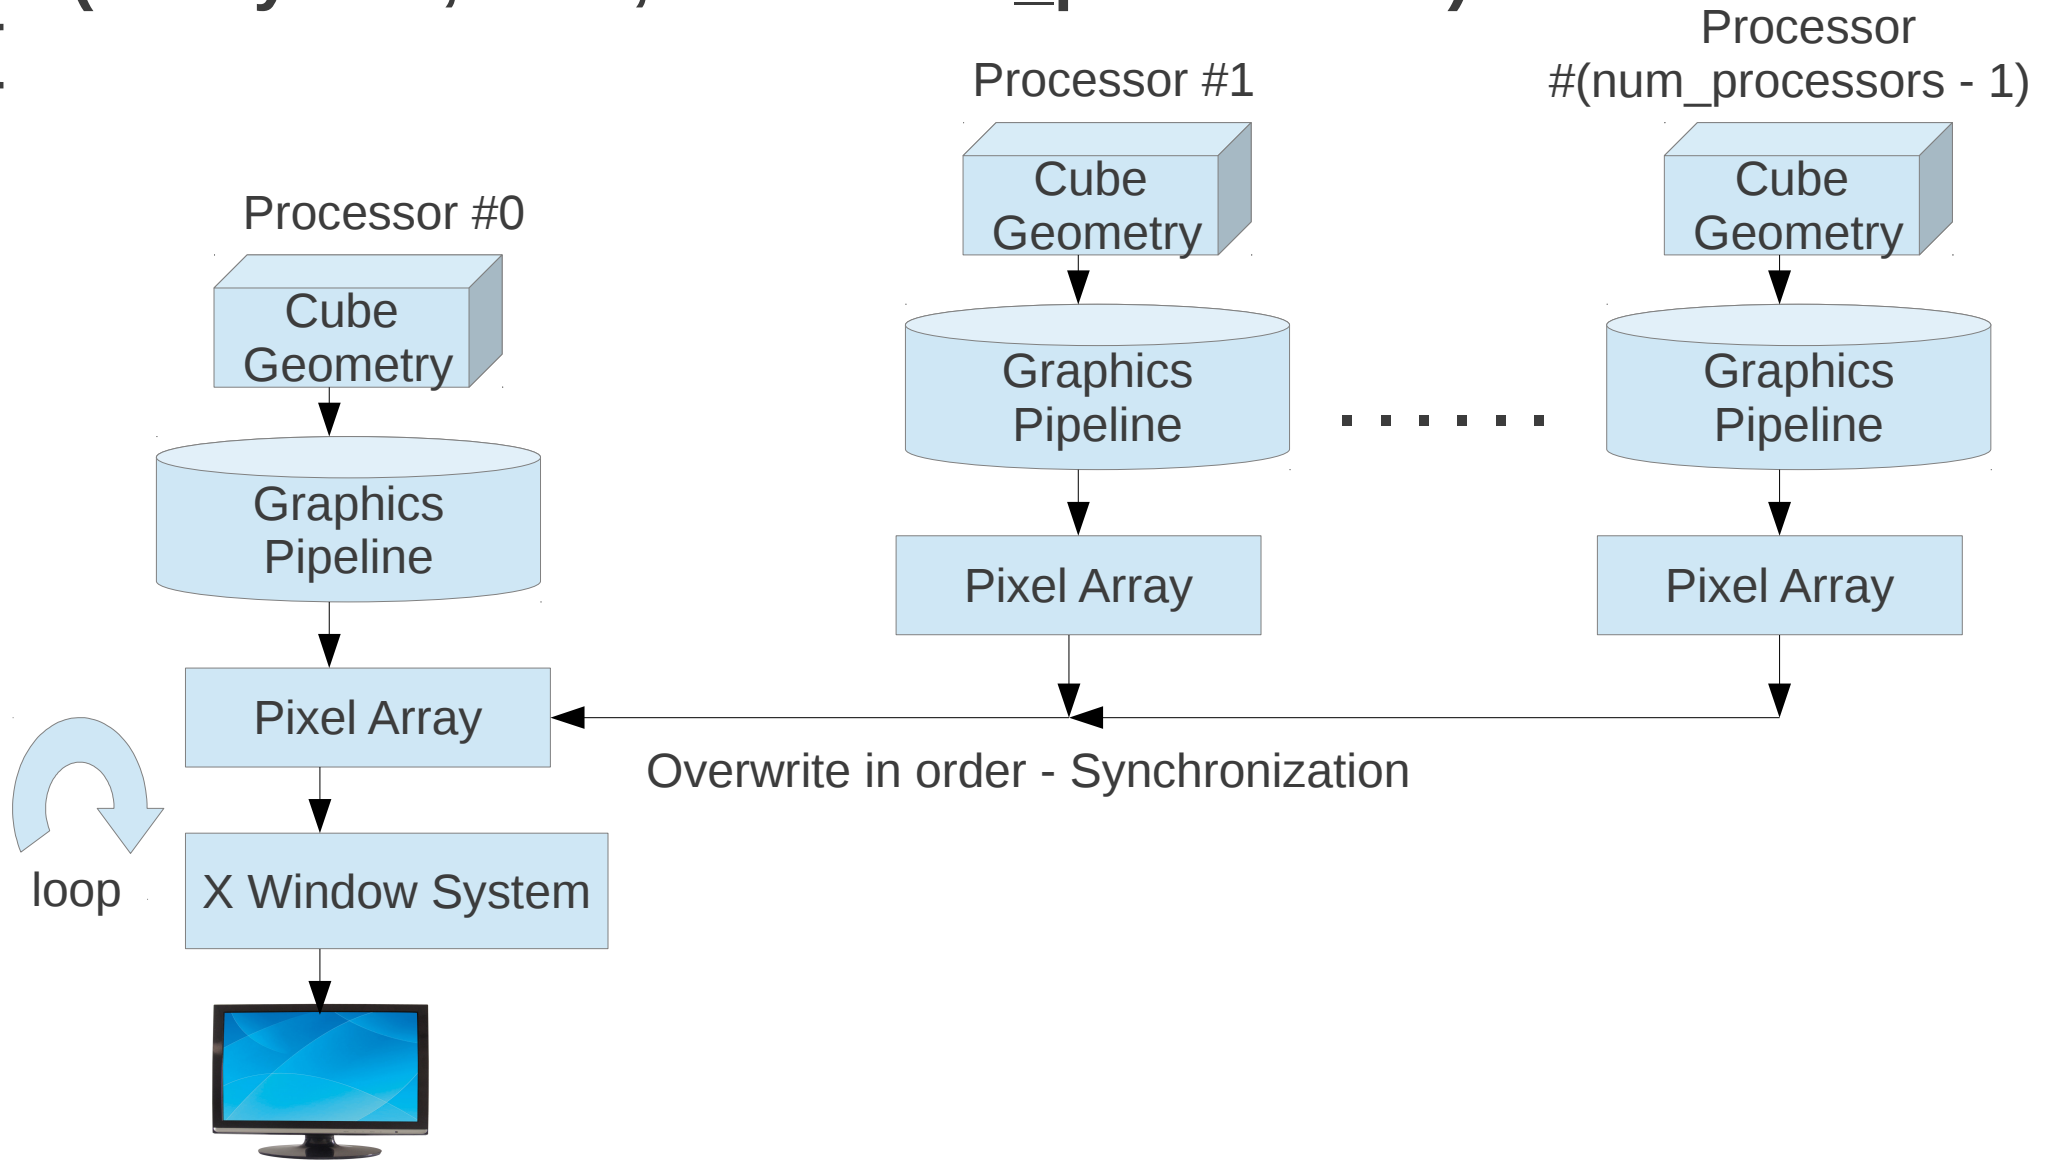 Processor #0
Cube
Geometry
Graphics
Pipeline
Pixel Array
X Window System
loop
Processor #1
Cube
Geometry
Graphics
Pipeline
Pixel Array
. . . . . .
Processor
#(num_processors - 1)
Cube
Geometry
Graphics
Pipeline
Pixel Array
Overwrite in order - Synchronization